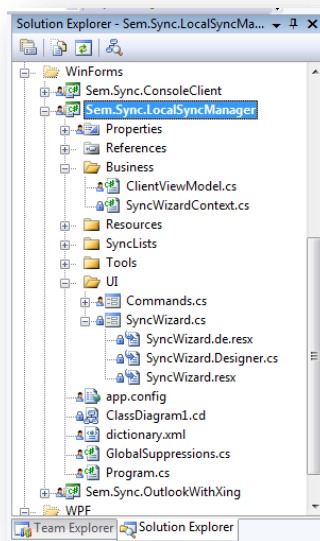 Solution Explorer - Sem.Sync.LocalSyncMa...
WinForms
Sem.Sync.ConsoleClient
Sem.Sync.LocalSyncManager
Properties
References
Business
ClientViewModel.cs
SyncWizardContext.cs
Resources
SyncLists
Tools
UI
Commands.cs
SyncWizard.cs
SyncWizard.de.resx
SyncWizard.Designer.cs
SyncWizard.resx
app.config
ClassDiagram1.cd
dictionary.xml
GlobalSuppressions.cs
Program.cs
Sem.Sync.OutlookWithXing
WPF
Team Explorer Solution Explorer